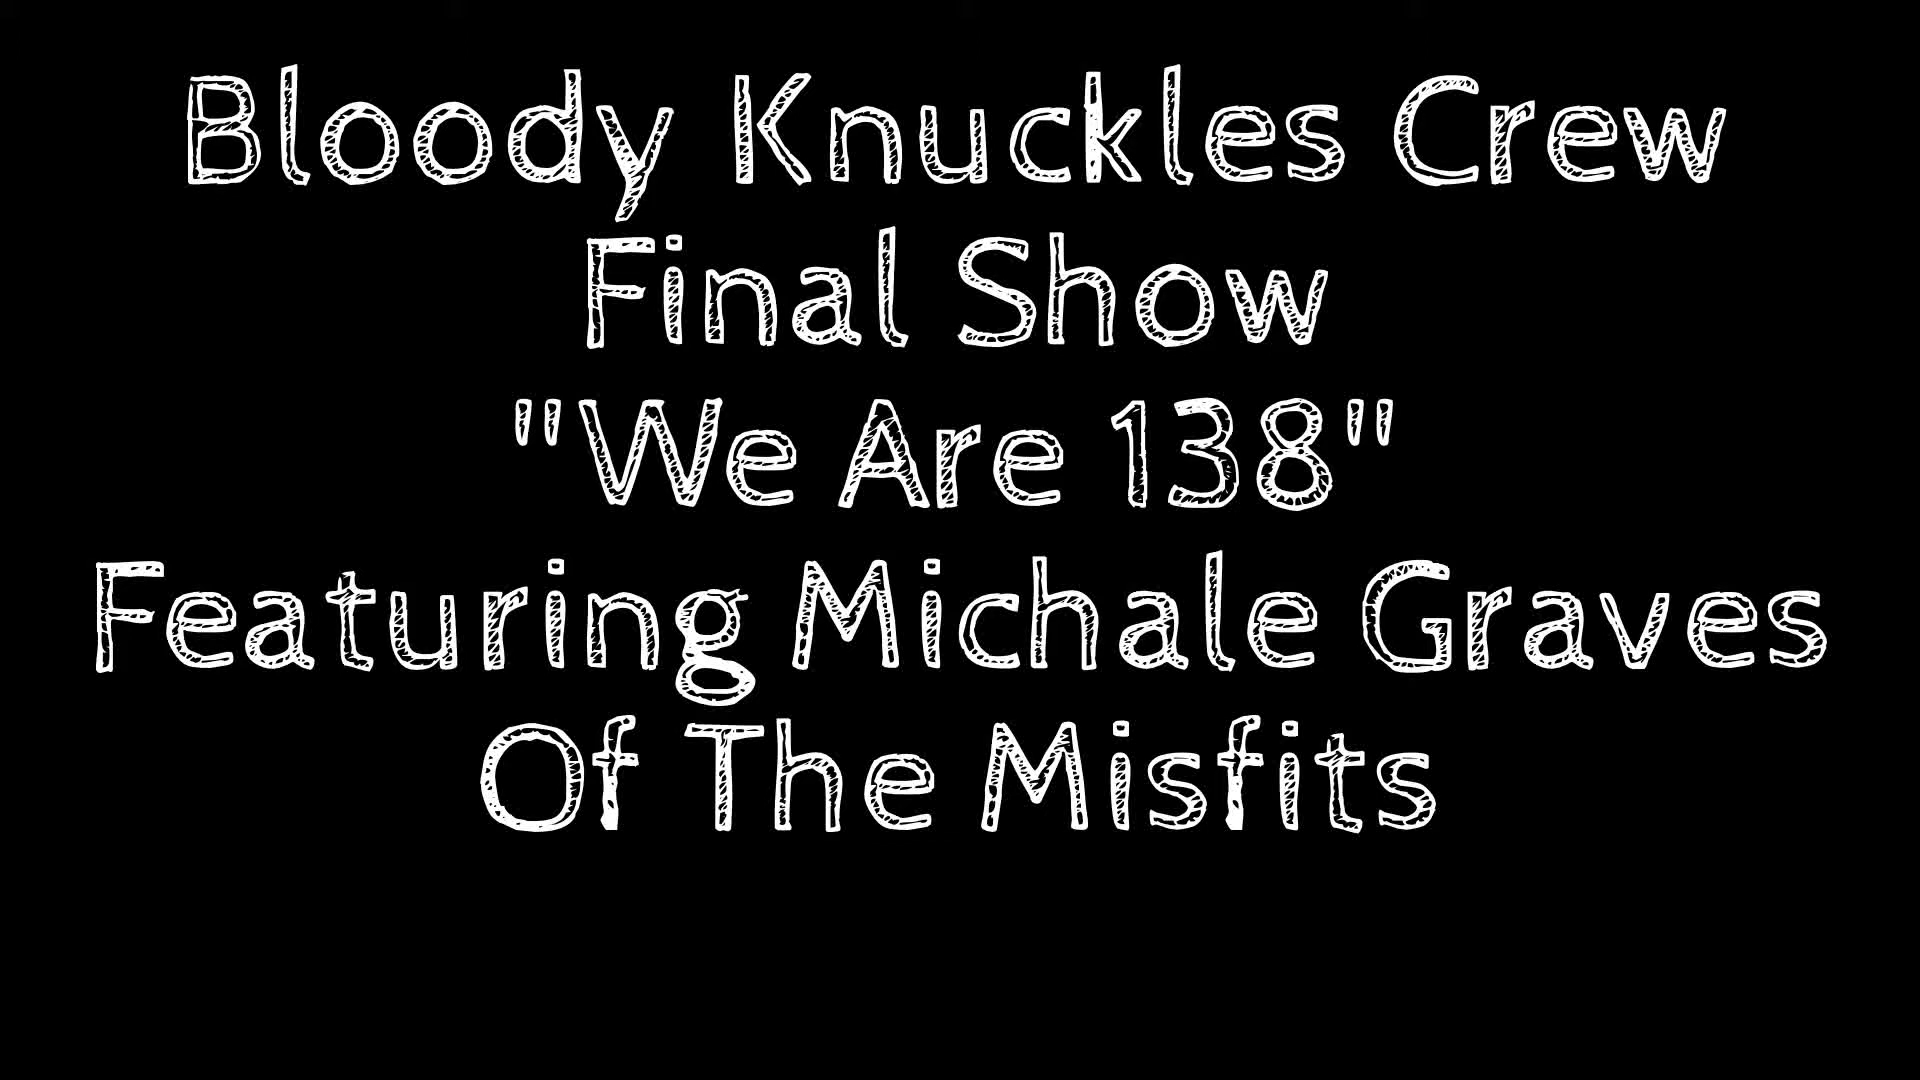 Bloody Knuckles Crew
Final Show
"We Are 138"
Featuring Michale Graves
Of The Misfits